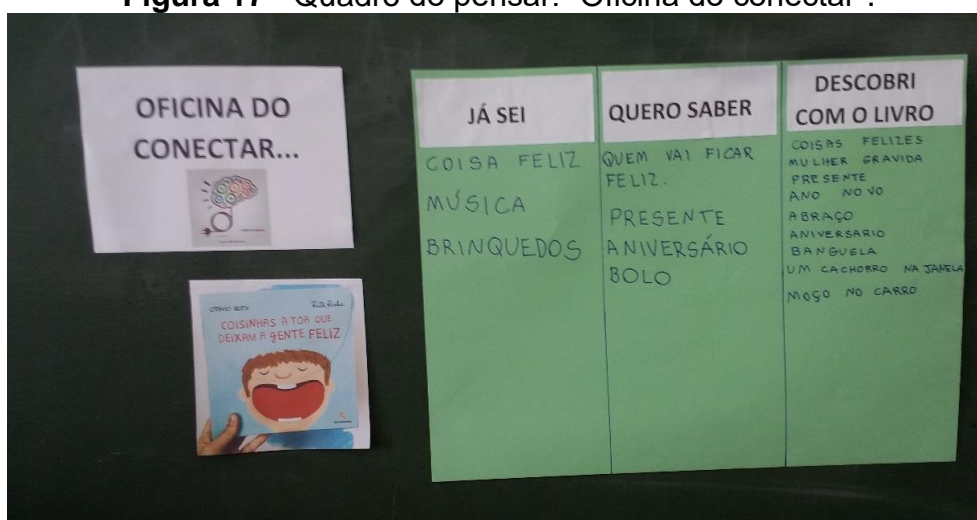 Figura 17 - Quadro do pensar: "Oficina do conectar".
OFICINA DO
CONECTAR...
OTAVIO ROTH
Ruth Rocha
COISINHAS À TOA QUE
DEIXAM A GENTE FELIZ
JÁ SEI
COISA FELIZ
MÚSICA
BRINQUEDOS
QUERO SABER
QUEM VAI FICAR
FELIZ.
PRESENTE
ANIVERSÁRIO
BOLO
DESCOBRI
COM O LIVRO
COISAS FELIZES
MULHER GRAVIDA
PRESENTE
ANO NOVO
ABRAÇO
ANIVERSARIO
BANGUELA
UM CACHORRO NA JANELA
MOÇO NO CARRO